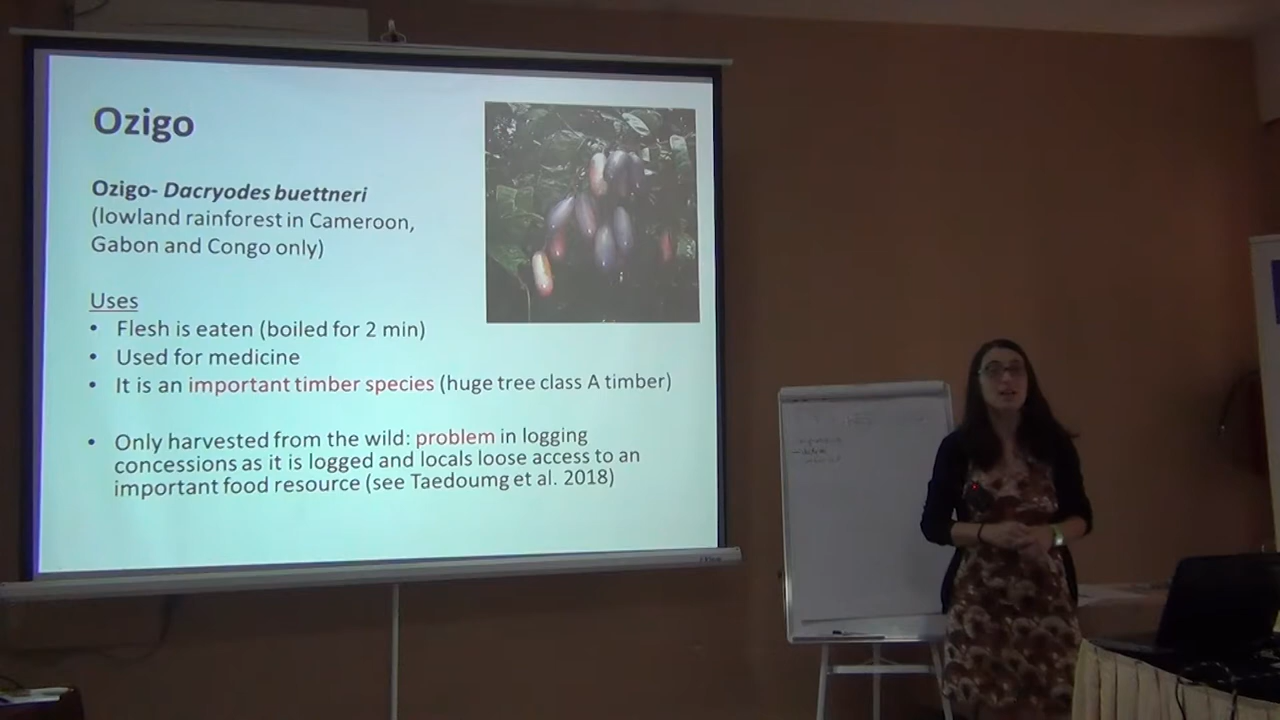 Ozigo
Ozigo- Dacryodes buettneri
(lowland rainforest in Cameroon,
Gabon and Congo only)
Uses
• Flesh is eaten (boiled for 2 min)
• Used for medicine
• It is an important timber species (huge tree class A timber)
• Only harvested from the wild: problem in logging
concessions as it is logged and locals loose access to an
important food resource (see Taedoumg et al. 2018)